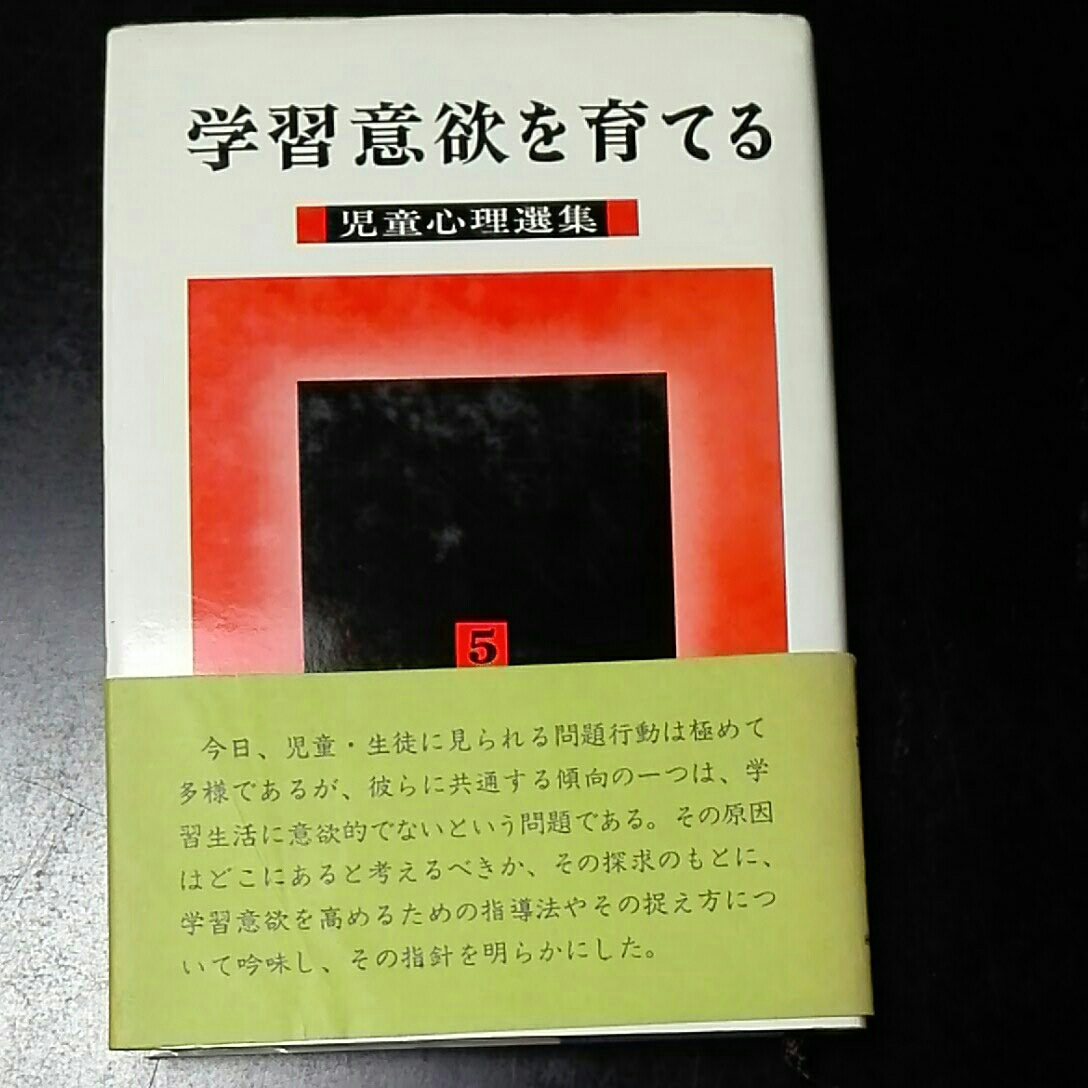 学習意欲を育てる
児童心理選集
5
今日、児童・生徒に見られる問題行動は極めて
多様であるが、彼らに共通する傾向の一つは、学
習生活に意欲的でないという問題である。その原因
はどこにあると考えるべきか、その探求のもとに、
学習意欲を高めるための指導法やその捉え方につ
いて吟味し、その指針を明らかにした。